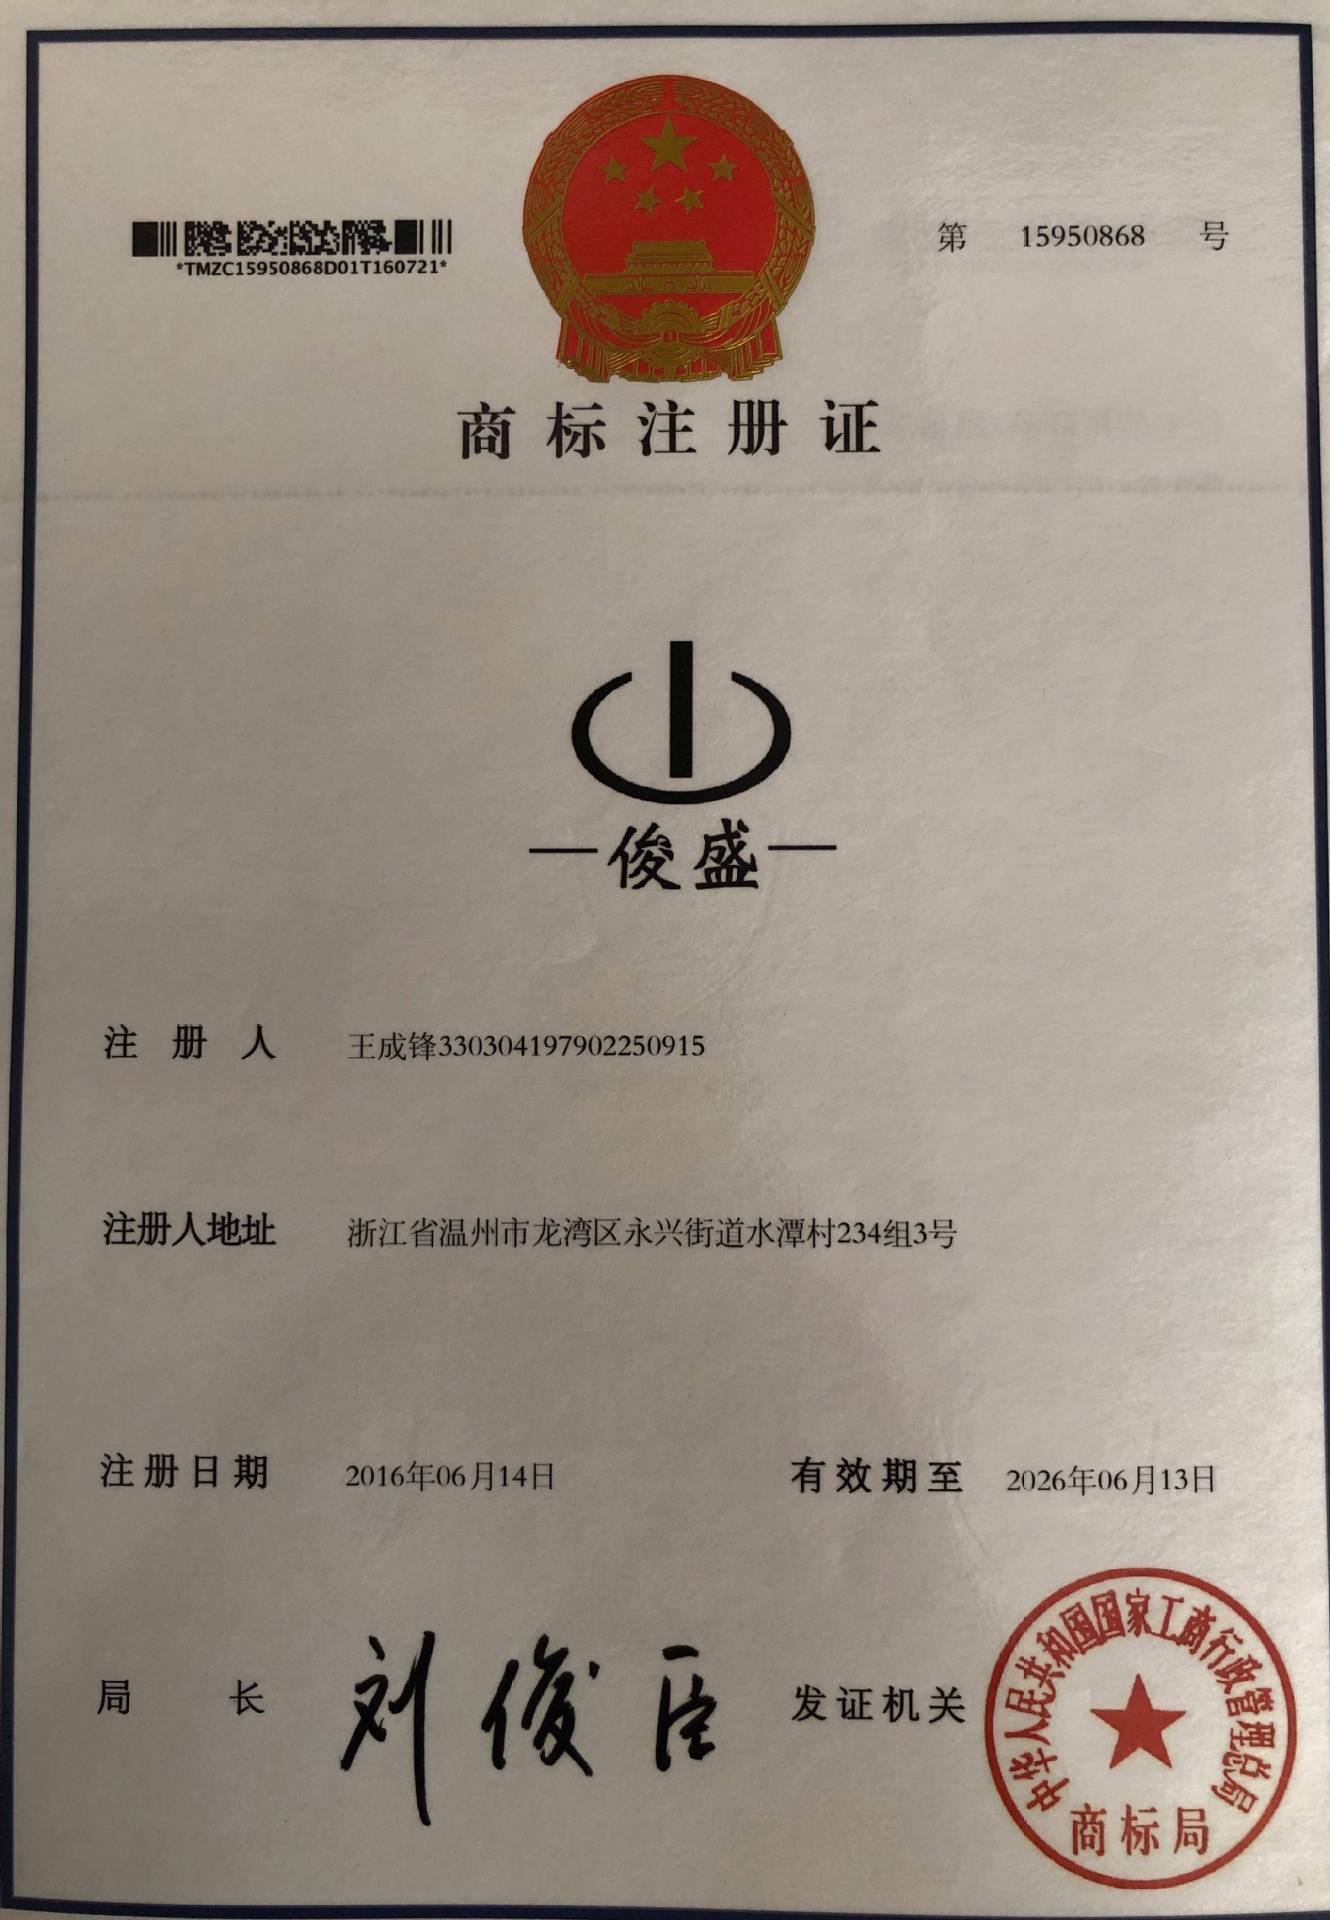 *TMZC15950868D01T160721*
第 15950868 号
商标注册证
俊盛
注册人 王成锋330304197902250915
注册人地址 浙江省温州市龙湾区永兴街道水潭村234组3号
注册日期 2016年06月14日 有效期至 2026年06月13日
局长 刘俊臣 发证机关
中华人民共和国国家工商行政管理总局
商标局